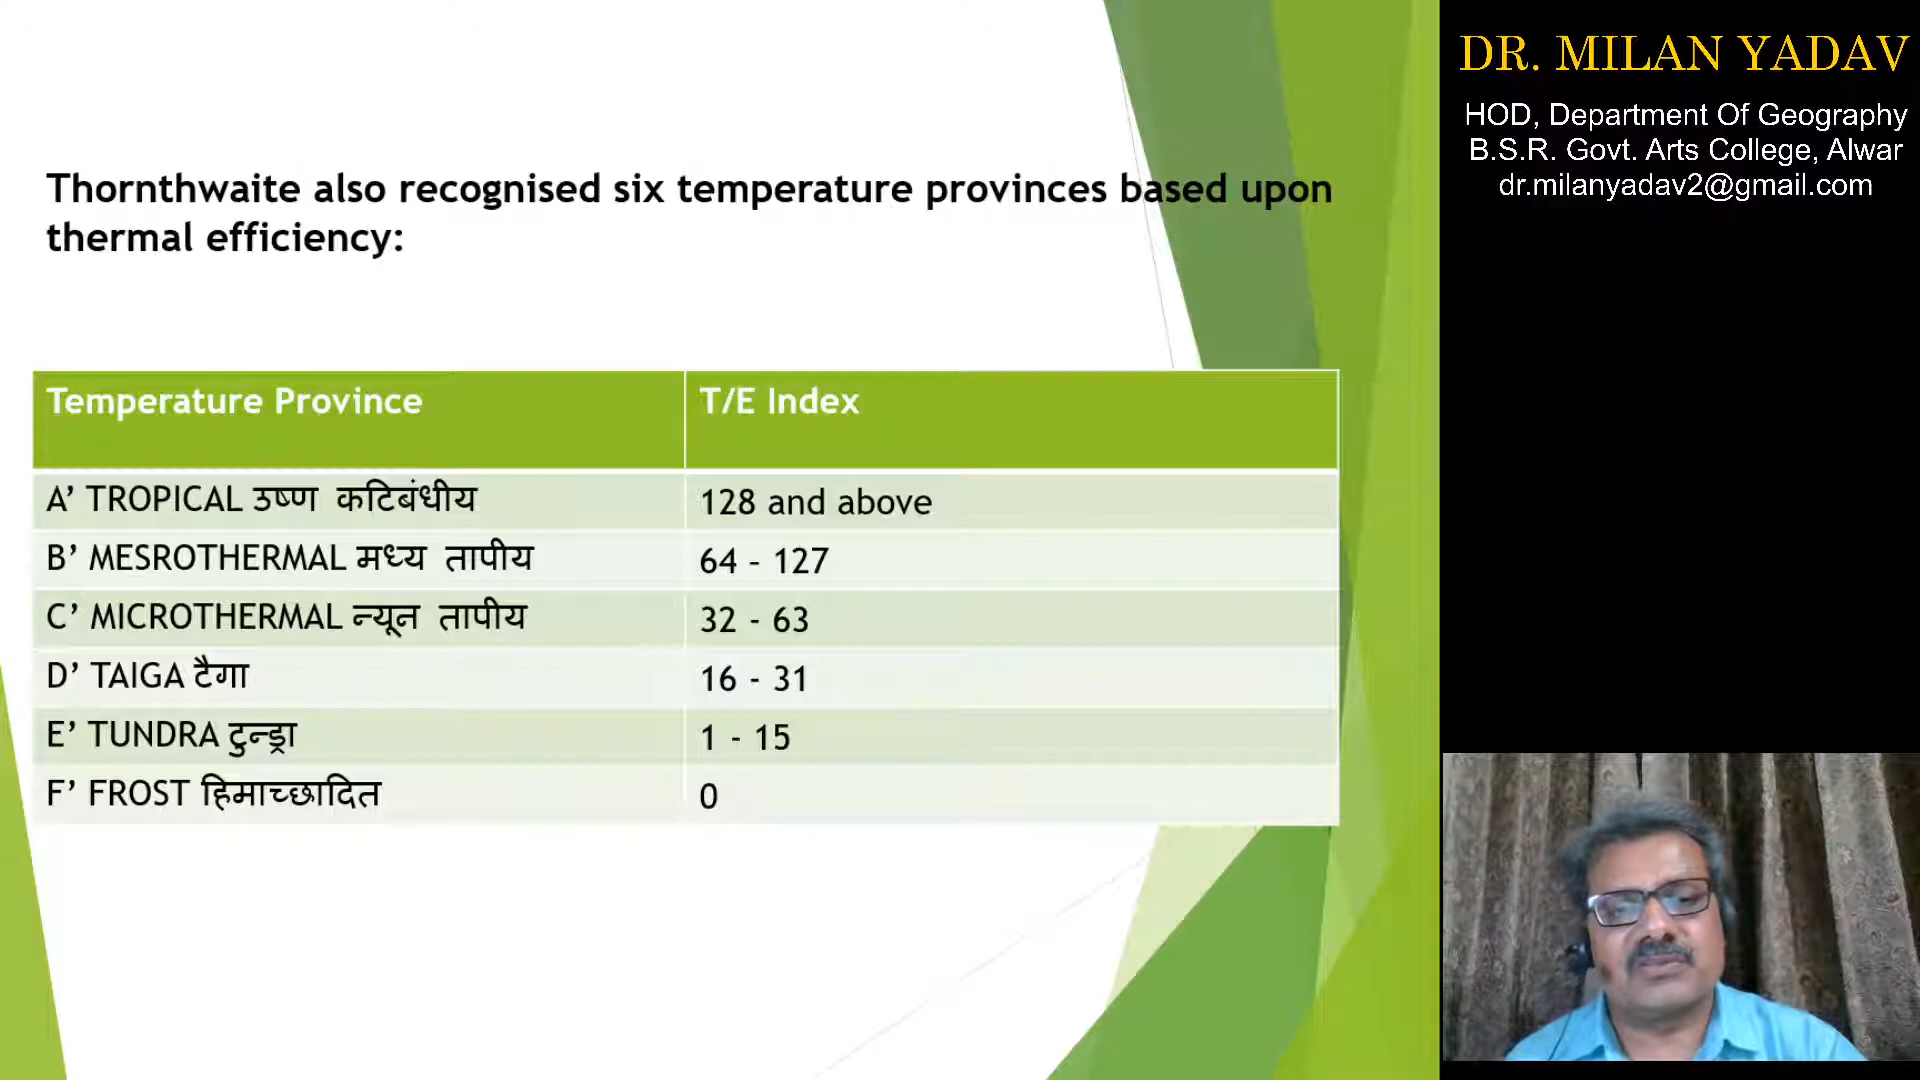 Thornthwaite also recognised six temperature provinces based upon
thermal efficiency:
Temperature Province T/E Index
A’ TROPICAL उष्ण कटिबंधीय 128 and above
B’ MESROTHERMAL मध्य तापीय 64 - 127
C’ MICROTHERMAL न्यून तापीय 32 - 63
D’ TAIGA टैगा 16 - 31
E’ TUNDRA टुन्ड्रा 1 - 15
F’ FROST हिमाच्छादित 0
DR. MILAN YADAV
HOD, Department Of Geography
B.S.R. Govt. Arts College, Alwar
dr.milanyadav2@gmail.com